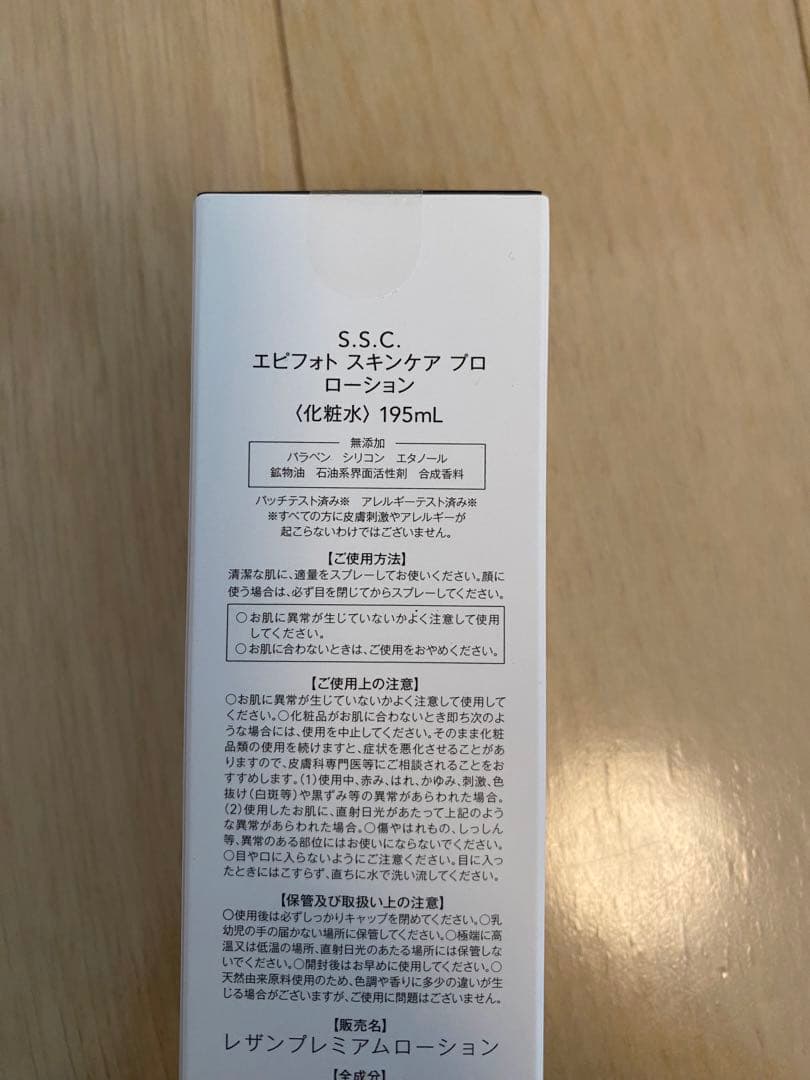 S.S.C.
エピフォト スキンケア プロ
ローション
〈化粧水〉 195mL
無添加
パラベン シリコン エタノール
鉱物油 石油系界面活性剤 合成香料
パッチテスト済み※ アレルギーテスト済み※
※すべての方に皮膚刺激やアレルギーが
起こらないわけではございません。
【ご使用方法】
清潔な肌に、適量をスプレーしてお使いください。顔に
使う場合は、必ず目を閉じてからスプレーしてください。
○お肌に異常が生じていないかよく注意して使用
してください。
○お肌に合わないときは、ご使用をおやめください。
【ご使用上の注意】
○お肌に異常が生じていないかよく注意して使用して
ください。○化粧品がお肌に合わないとき即ち次のよ
うな場合には、使用を中止してください。そのまま化粧
品類の使用を続けますと、症状を悪化させることがあ
りますので、皮膚科専門医等にご相談されることをお
すすめします。(1)使用中、赤み、はれ、かゆみ、刺激、色
抜け(白斑等)や黒ずみ等の異常があらわれた場合。
(2)使用したお肌に、直射日光があたって上記のよう
な異常があらわれた場合。○傷やはれもの、しっしん
等、異常のある部位にはお使いにならないでください。
○目や口に入らないようにご注意ください。目に入っ
たときにはこすらず、直ちに水で洗い流してください。
【保管及び取扱い上の注意】
○使用後は必ずしっかりキャップを閉めてください。○乳
幼児の手の届かない場所に保管してください。○極端に高
温又は低温の場所、直射日光のあたる場所には保管しな
いでください。○開封後はお早めに使用してください。○
天然由来原料使用のため、色調や香りに多少の違いが生
じる場合がございますが、ご使用に問題はございません。
【販売名】
レザンプレミアムローション
【全成分】